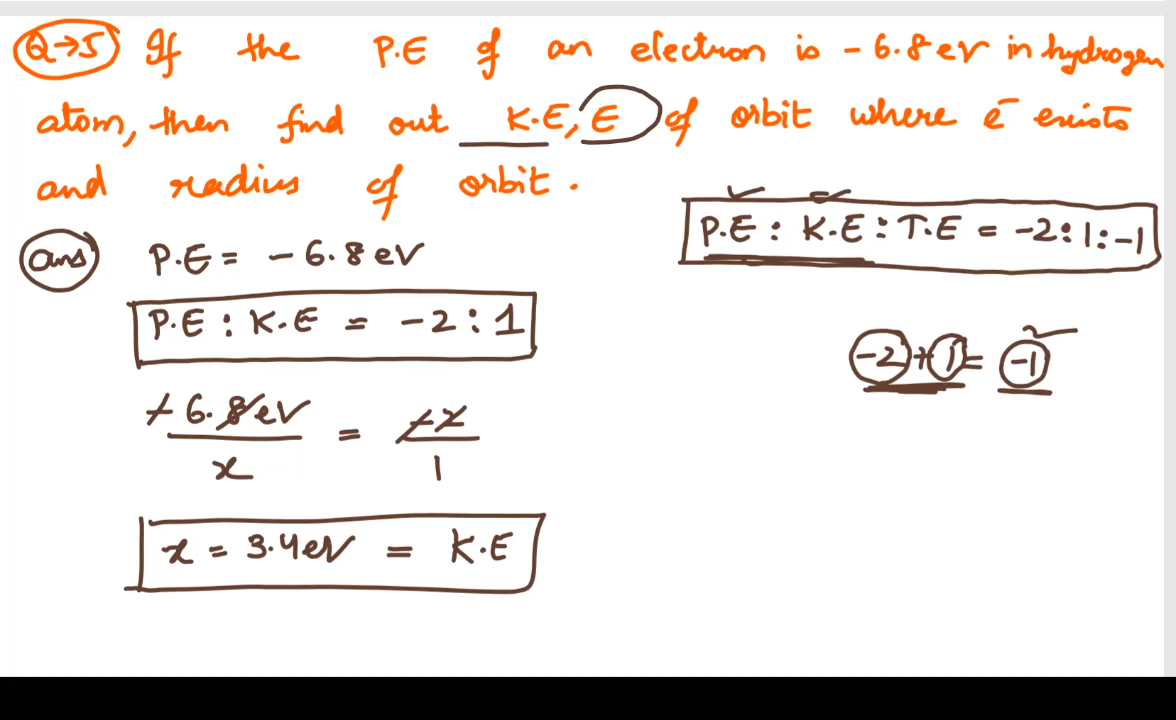 Q→5 If the P.E of an electron is -6.8 ev in hydrogen
atom, then find out K.E, E of orbit where e⁻ exists
and radius of orbit.
P.E : K.E : T.E = -2:1:-1
ans P.E = -6.8 ev
P.E : K.E = -2 : 1
-2 + 1 = -1
-6.8 ev / x = -2 / 1
x = 3.4 ev = K.E